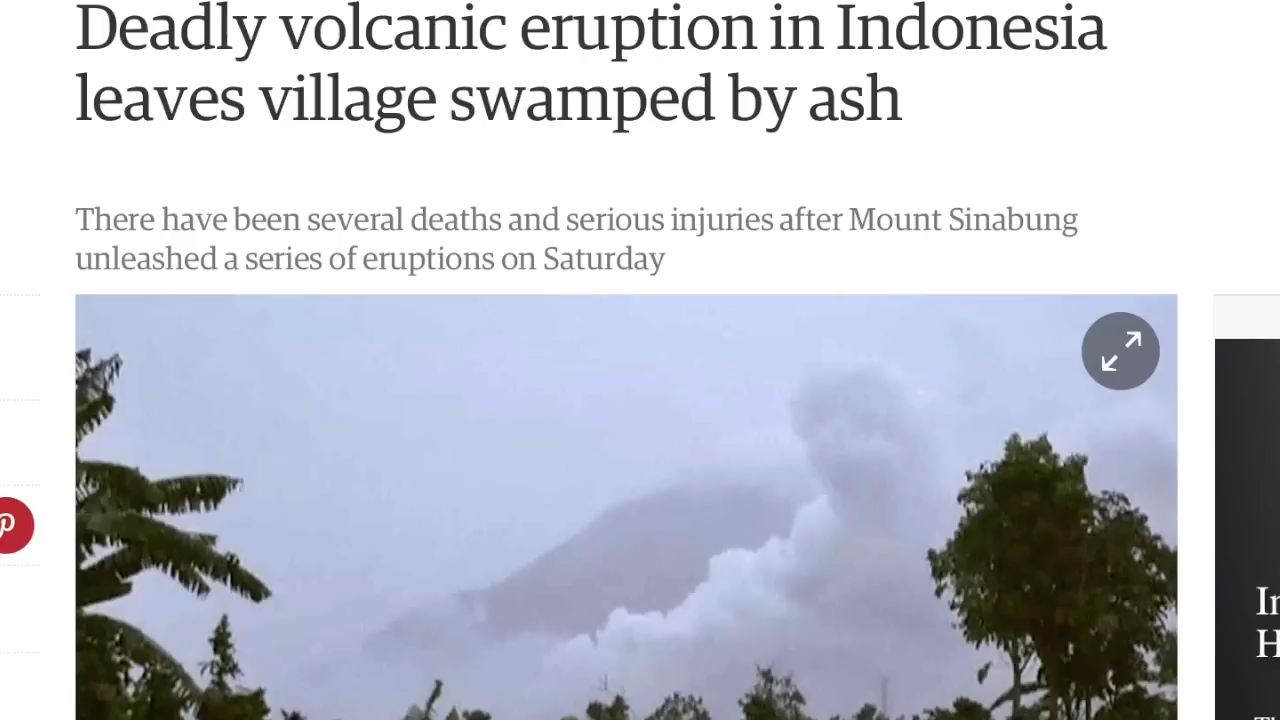 Deadly volcanic eruption in Indonesia
leaves village swamped by ash
There have been several deaths and serious injuries after Mount Sinabung
unleashed a series of eruptions on Saturday